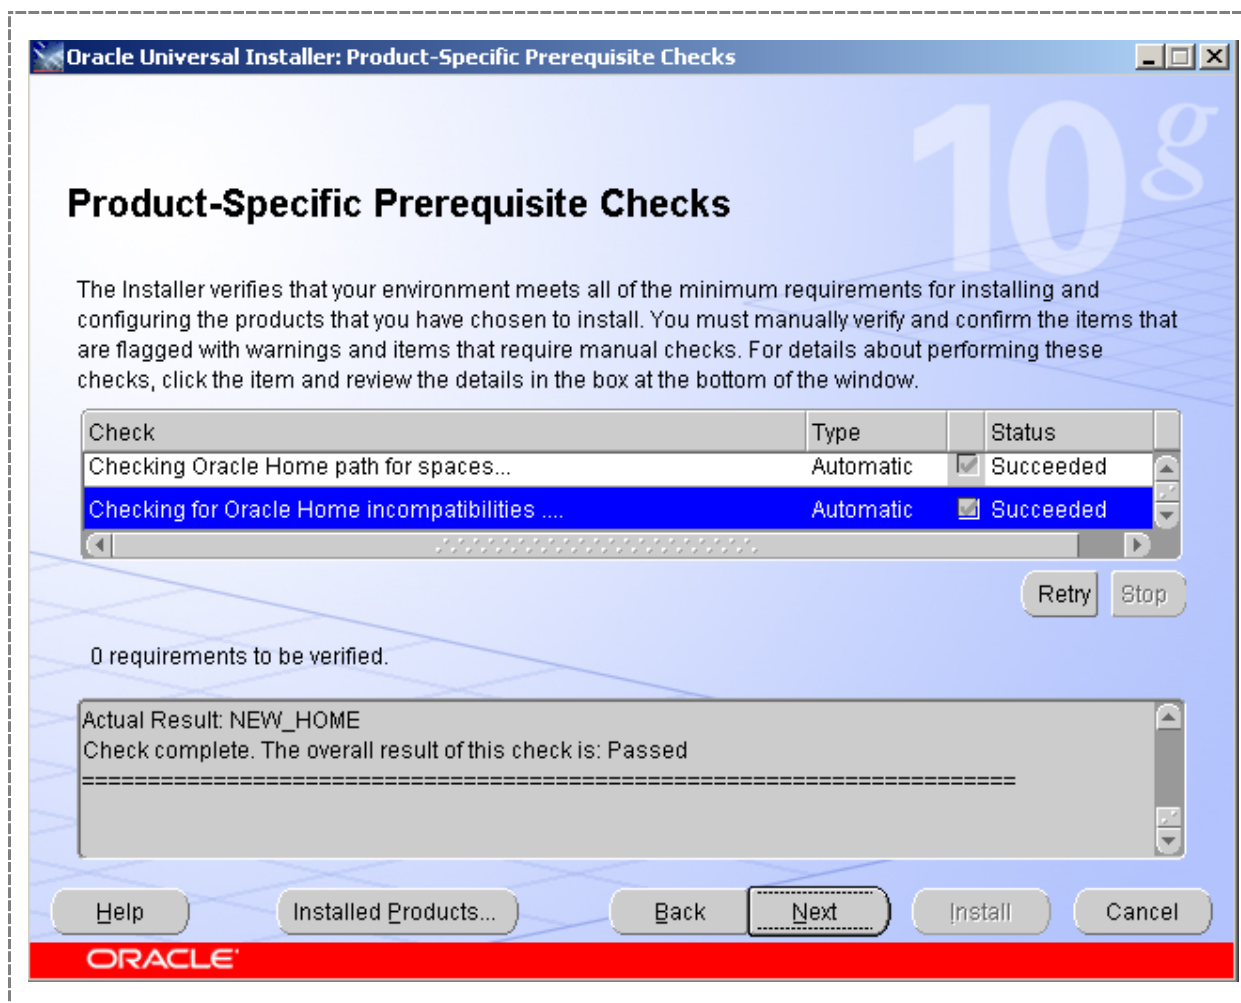 Oracle Universal Installer: Product-Specific Prerequisite Checks
10g
Product-Specific Prerequisite Checks
The Installer verifies that your environment meets all of the minimum requirements for installing and
configuring the products that you have chosen to install. You must manually verify and confirm the items that
are flagged with warnings and items that require manual checks. For details about performing these
checks, click the item and review the details in the box at the bottom of the window.
Check Type Status
Checking Oracle Home path for spaces... Automatic Succeeded
Checking for Oracle Home incompatibilities .... Automatic Succeeded
Retry Stop
0 requirements to be verified.
Actual Result: NEW_HOME
Check complete. The overall result of this check is: Passed
=======================================================================
Help Installed Products... Back Next Install Cancel
ORACLE